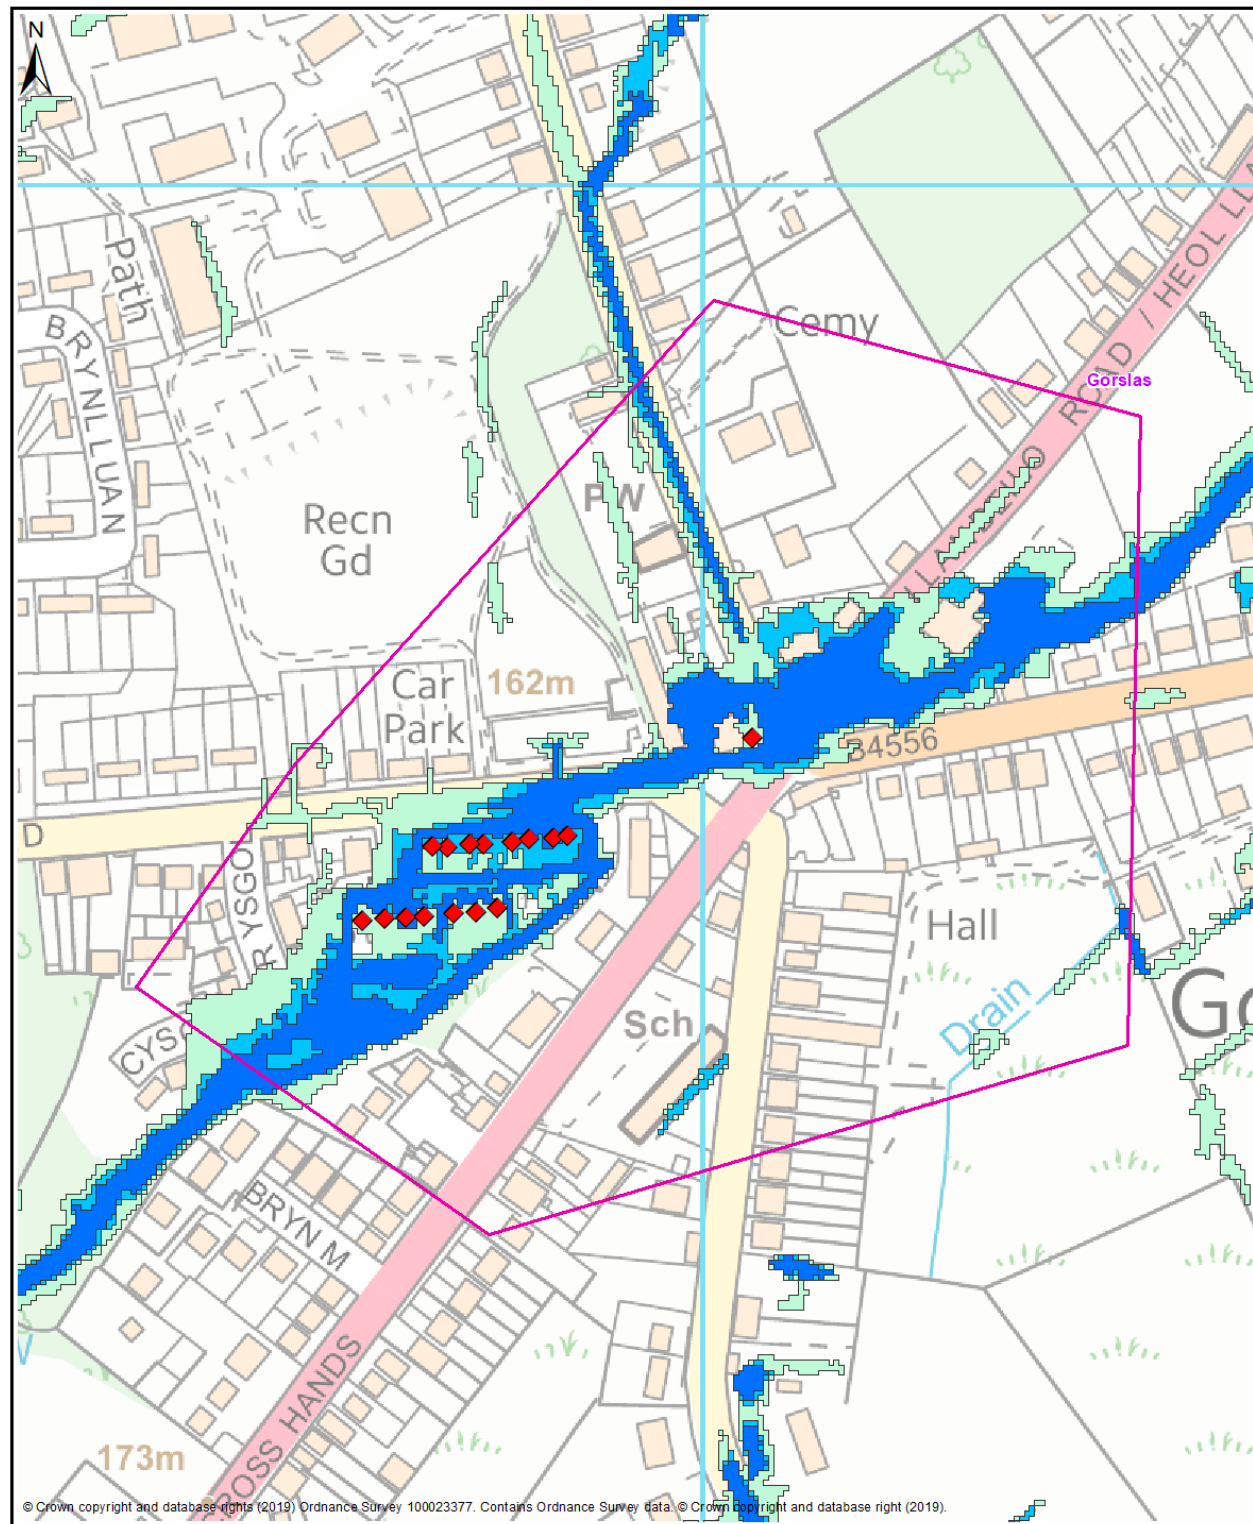 N
Path
BRYNLLUAN
Cemy
ROAD / HEOL
Gorslas
PW
Recn
Gd
Car
Park
162m
B4556
D
Hall
Drain
Sch
Go
BRYN M
CROSS HANDS
173m
© Crown copyright and database rights (2019) Ordnance Survey 100023377. Contains Ordnance Survey data. © Crown copyright and database right (2019).